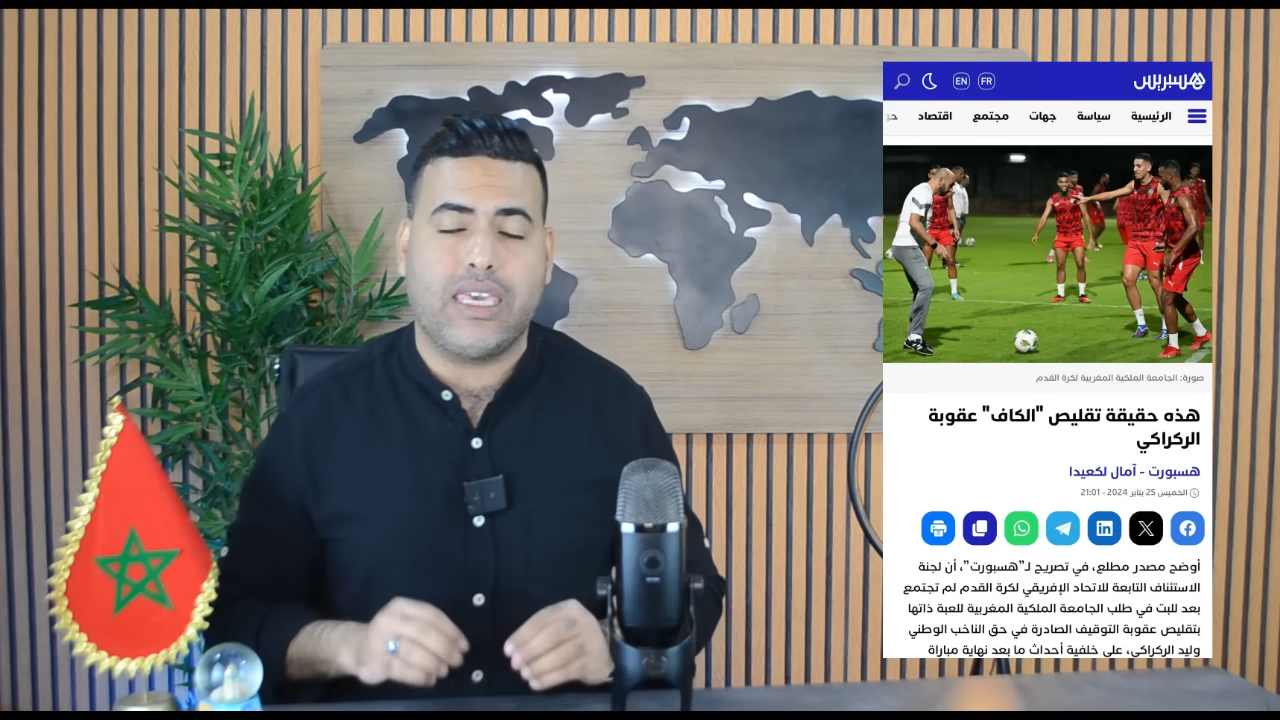 هسبريس
FR
EN
الرئيسية
سياسة
جهات
مجتمع
اقتصاد
صورة: الجامعة الملكية المغربية لكرة القدم
هذه حقيقة تقليص "الكاف" عقوبة
الركراكي
هسبورت - آمال لكعيدا
الخميس 25 يناير 2024 - 21:01
أوضح مصدر مطلع، في تصريح لـ"هسبورت"، أن لجنة
الاستئناف التابعة للاتحاد الإفريقي لكرة القدم لم تجتمع
بعد للبت في طلب الجامعة الملكية المغربية للعبة ذاتها
بتقليص عقوبة التوقيف الصادرة في حق الناخب الوطني
وليد الركراكي، على خلفية أحداث ما بعد نهاية مباراة